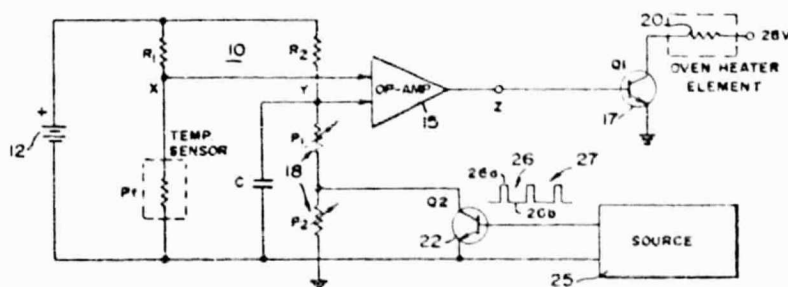 20
28V
R1
10
R2
Q1
OVEN HEATER
ELEMENT
X
Y
OP-AMP
15
Z
17
+
12
TEMP.
SENSOR
P1
26
27
26a
18
C
Q2
Pt
P2
26b
22
SOURCE
25